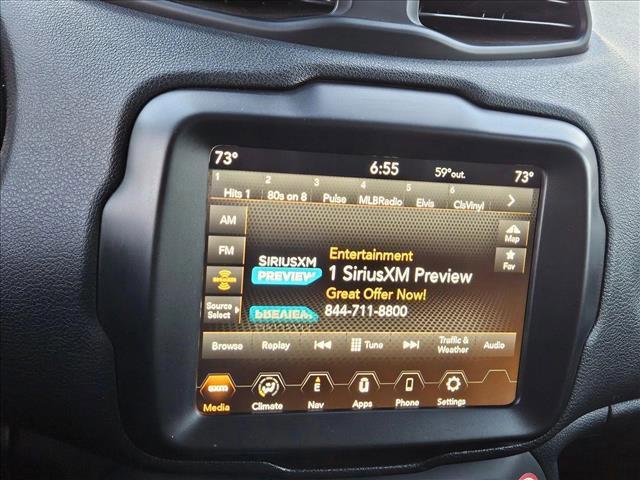 73° 6:55 59°out. 73°
1 2 3 4 5 6
Hits 1 80s on 8 Pulse MLBRadio Elvis ClsVinyl
AM
FM
Map
Fav
SIRIUSXM
PREVIEW
Entertainment
1 SiriusXM Preview
Great Offer Now!
844-711-8800
Source
Select
Browse Replay Tune Traffic &
Weather Audio
sxm E
Media Climate Nav Apps Phone Settings